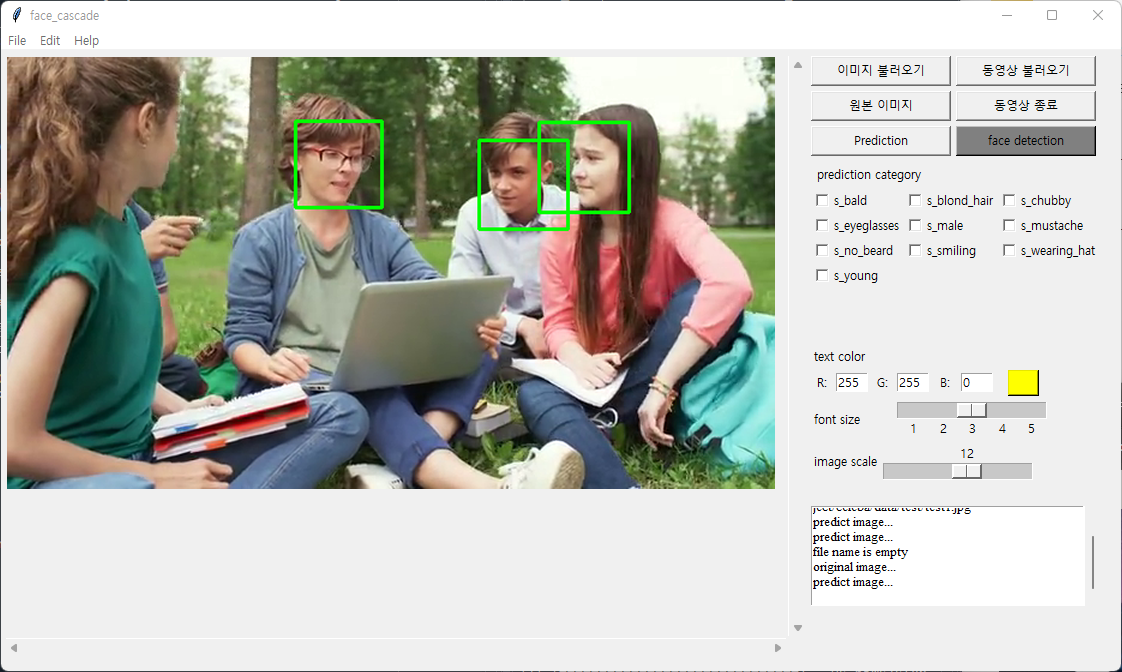 face_cascade
File Edit Help
이미지 불러오기 동영상 불러오기
원본 이미지 동영상 종료
Prediction face detection
prediction category
s_bald s_blond_hair s_chubby
s_eyeglasses s_male s_mustache
s_no_beard s_smiling s_wearing_hat
s_young
text color
R: 255 G: 255 B: 0
font size
1 2 3 4 5
12
image scale
ject/celeba/data/test/test1.jpg
predict image...
predict image...
file name is empty
original image...
predict image...